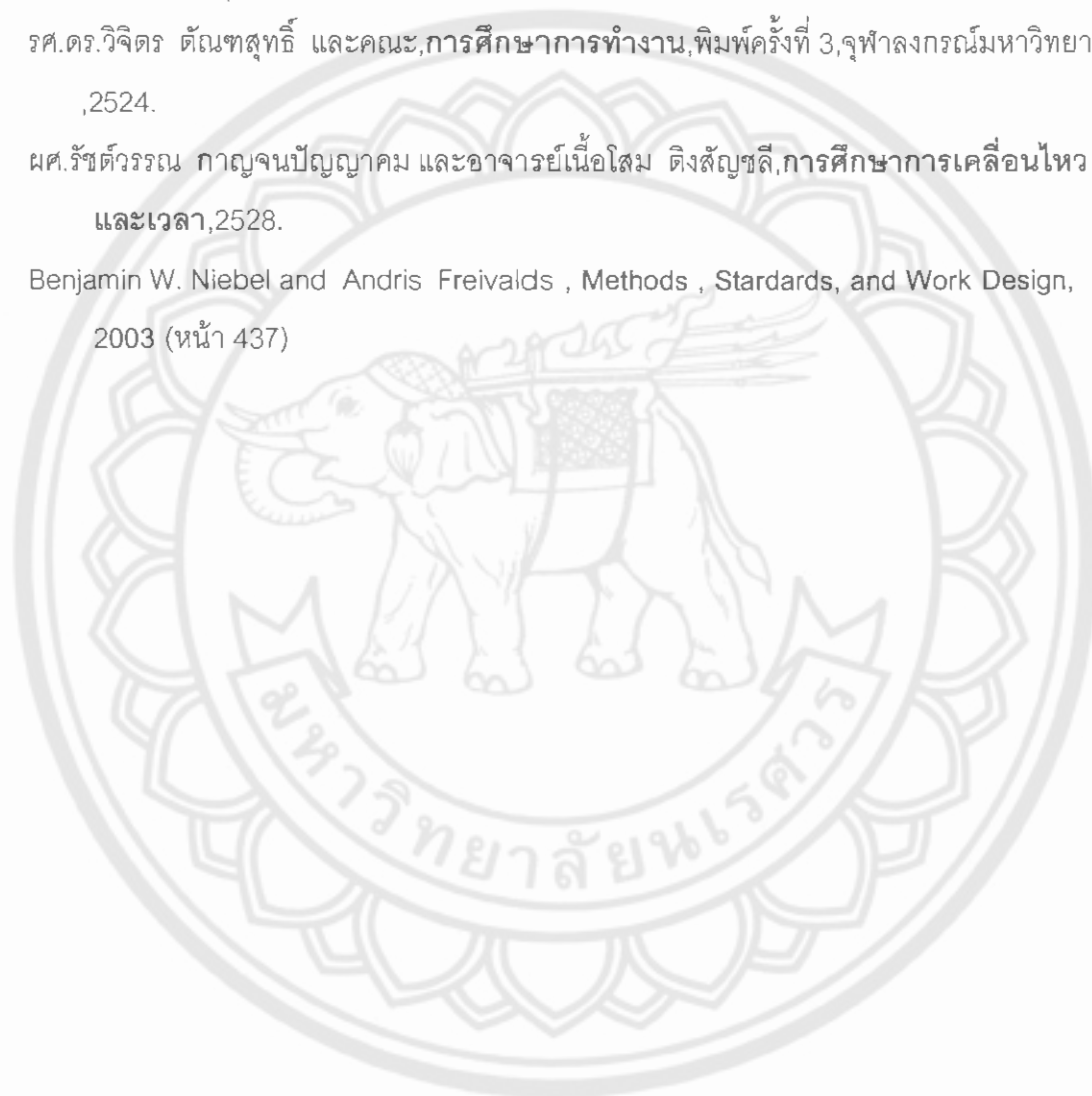 รศ.ดร.วิจิตร ตัณฑสุทธิ์ และคณะ,การศึกษาการทำงาน,พิมพ์ครั้งที่ 3,จุฬาลงกรณ์มหาวิทยา
,2524.
ผศ.รัชต์วรรณ กาญจนปัญญาคม และอาจารย์เนื้อโสม ติงสัญชลี,การศึกษาการเคลื่อนไหว
และเวลา,2528.
Benjamin W. Niebel and Andris Freivalds , Methods , Stardards, and Work Design,
2003 (หน้า 437)
มหาวิทยาลัยนเรศวร